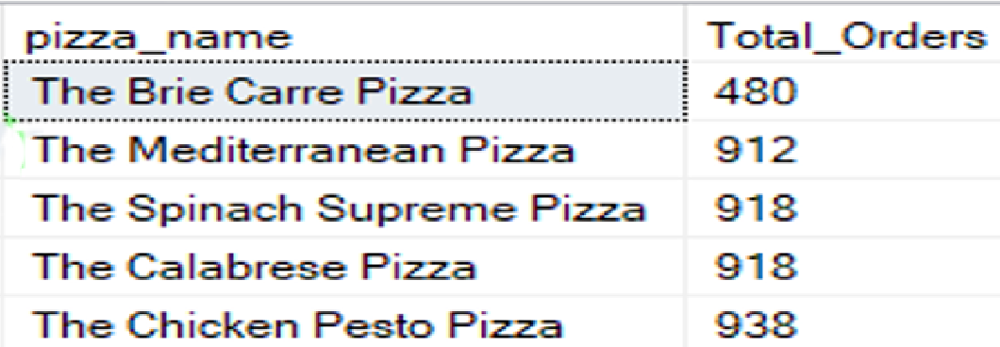 pizza_name Total_Orders
The Brie Carre Pizza 480
The Mediterranean Pizza 912
The Spinach Supreme Pizza 918
The Calabrese Pizza 918
The Chicken Pesto Pizza 938